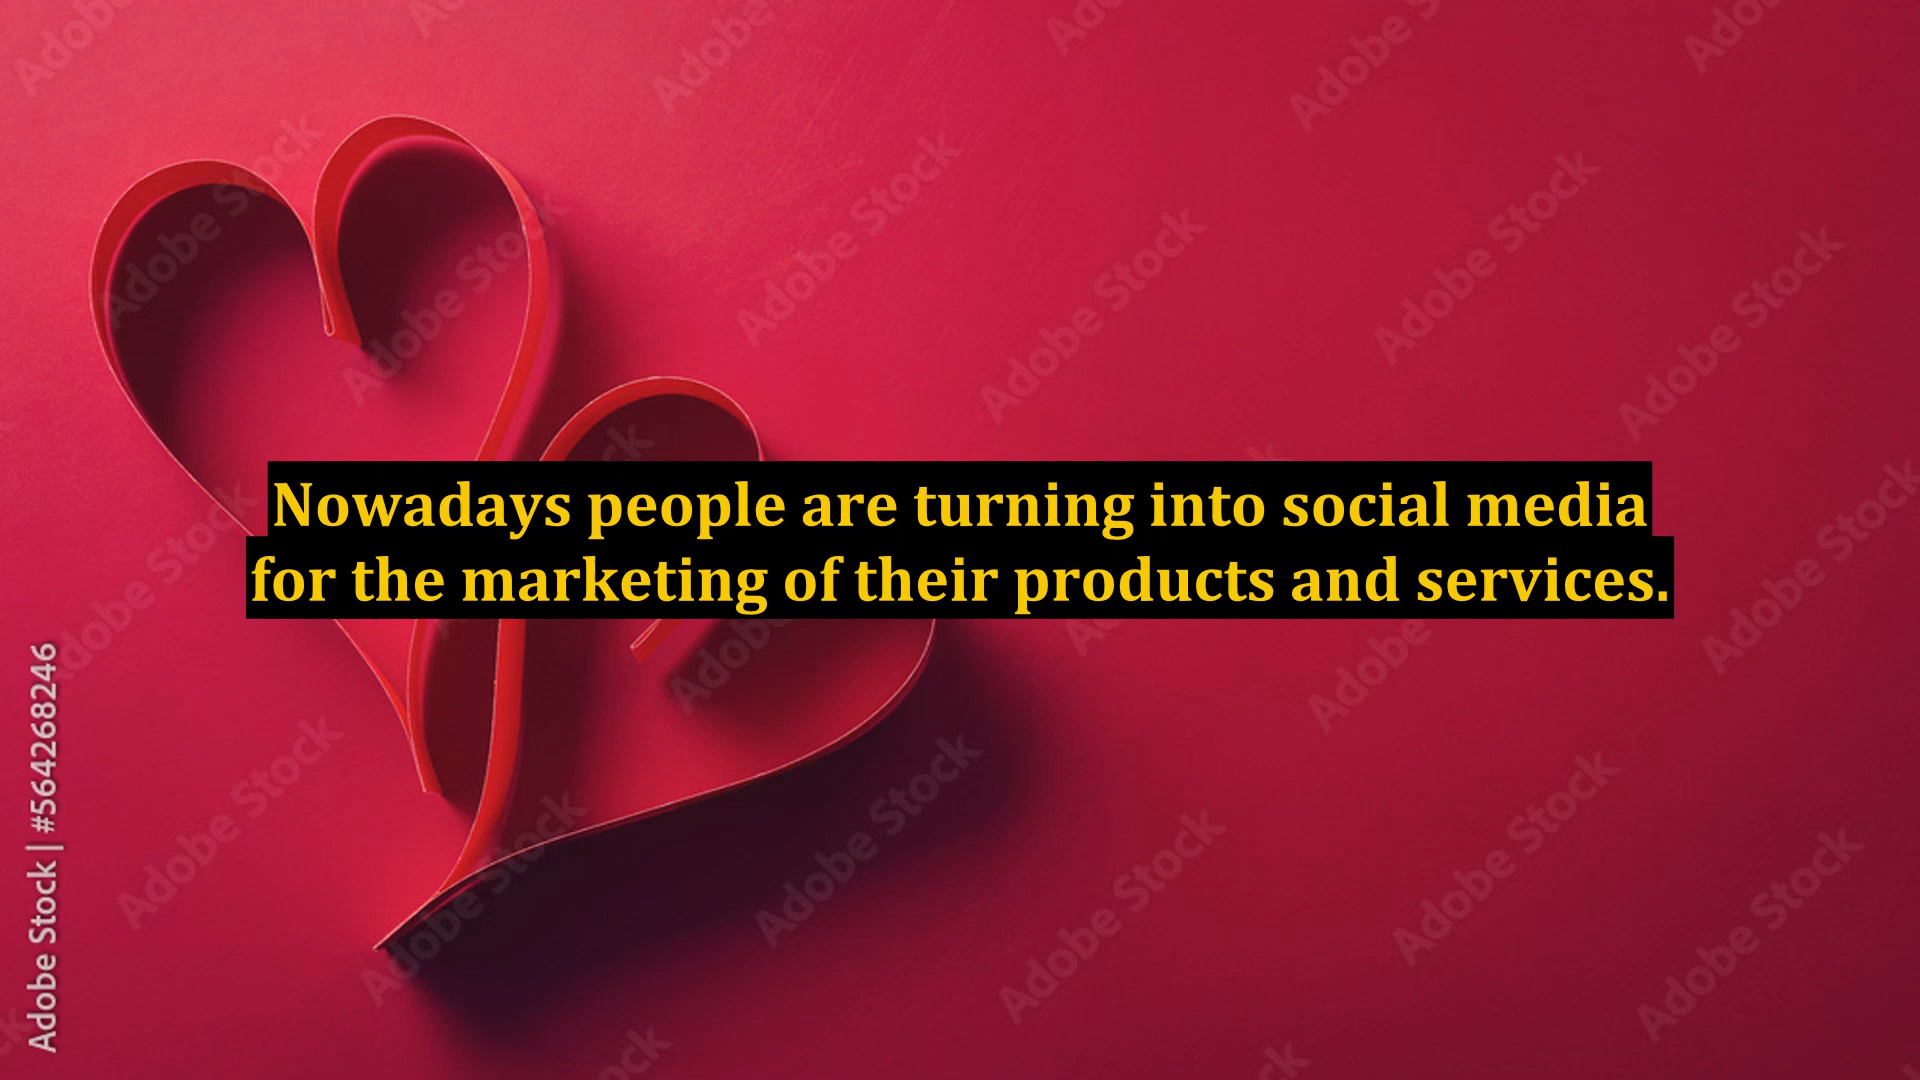 Nowadays people are turning into social media
for the marketing of their products and services.
Adobe Stock | #564268246
Adobe Stock